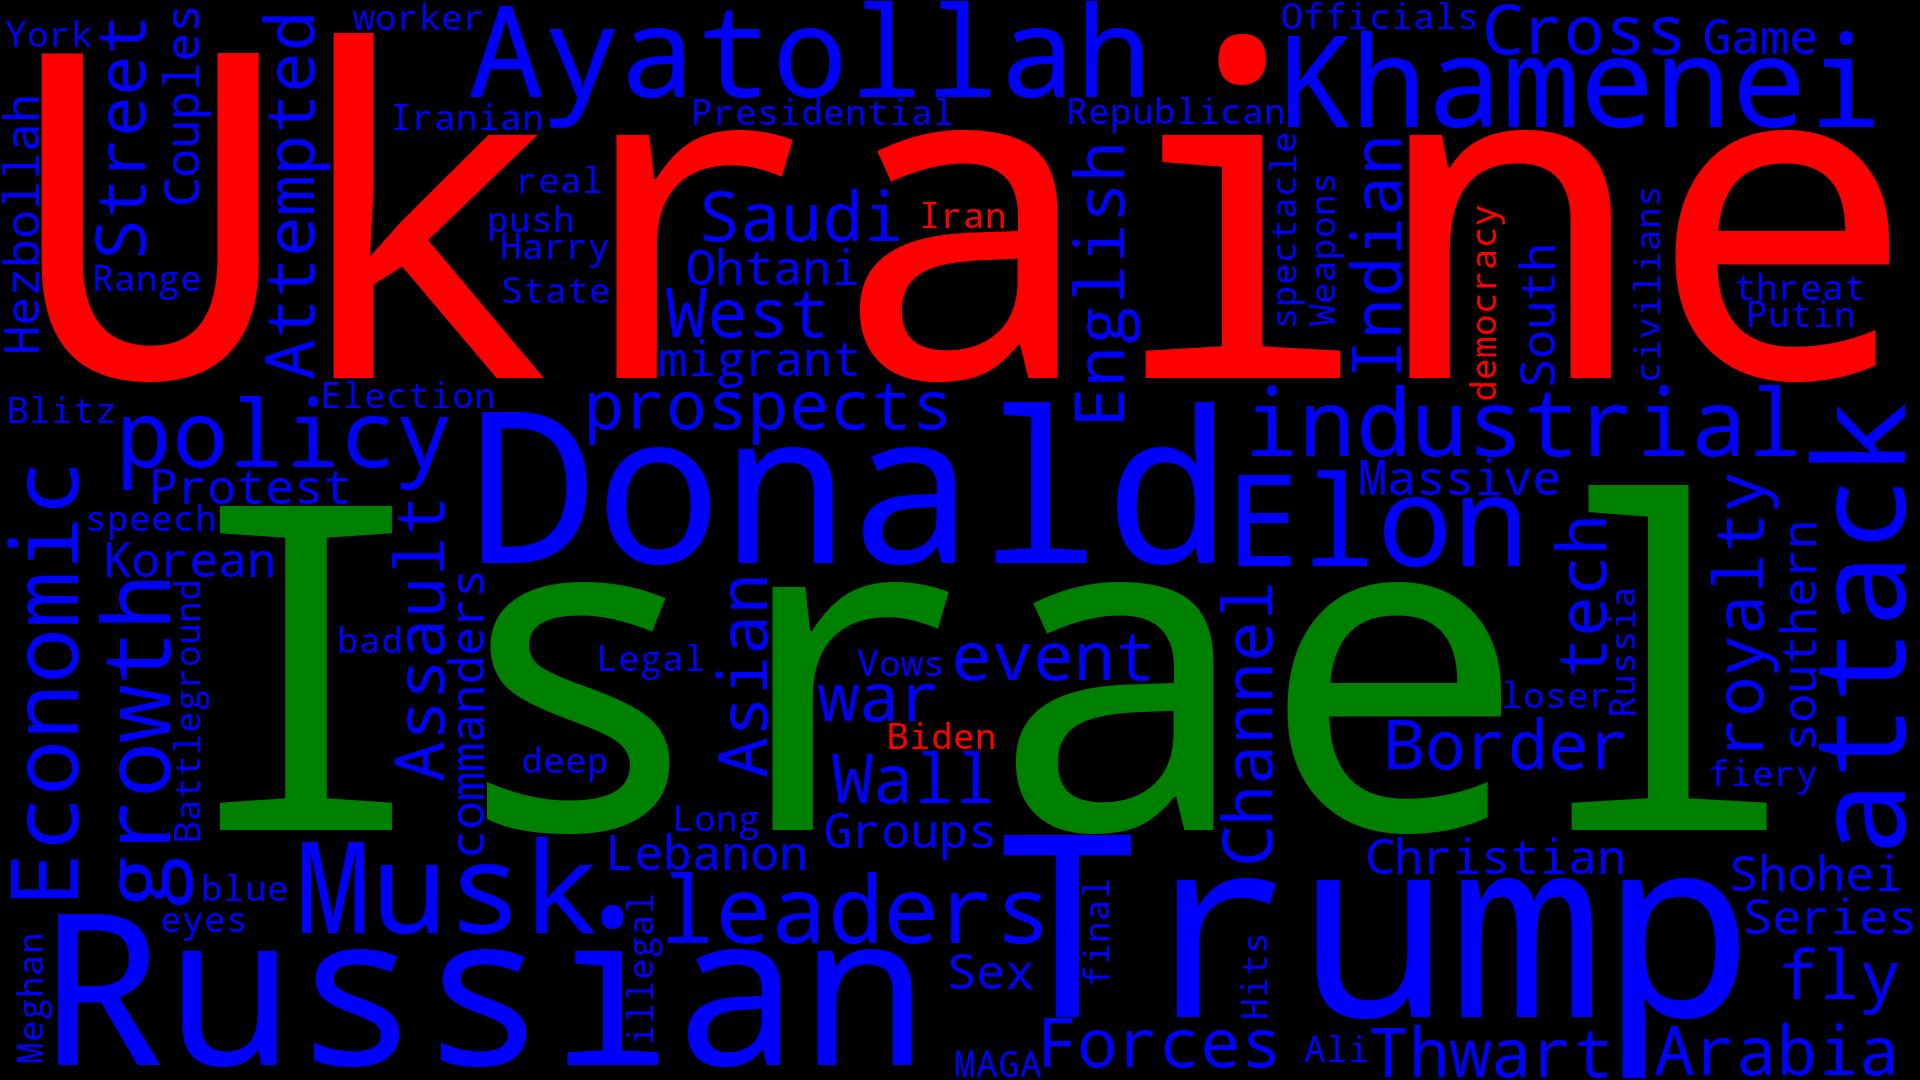 York
worker
Ayatollah
Officials
Cross
Game
Ukraine
Khamenei
Street
Couples
Attempted
Hezbollah
Iranian
Presidential
Republican
real
push
Harry
State
Range
Saudi
Iran
Ohtani
West
migrant
English
spectacle
Weapons
Indian
democracy
South
civilians
threat
Putin
Blitz
policy
Election
prospects
Donald
industrial
attack
Protest
speech
Korean
Economic
growth
Battleground
Israel
bad
Assault
commanders
Legal
deep
Asian
Vows
event
war
Biden
Wall
Long
Groups
Channel
Elon
Massive
tech
Russia
loser
Border
royalty
southern
fiery
Musk
Lebanon
leaders
Trump
Christian
Shohei
Series
blue
eyes
Meghan
Russian
illegal
Sex
final
Hits
fly
MAGA
Forces
Ali
Thwart
Arabia